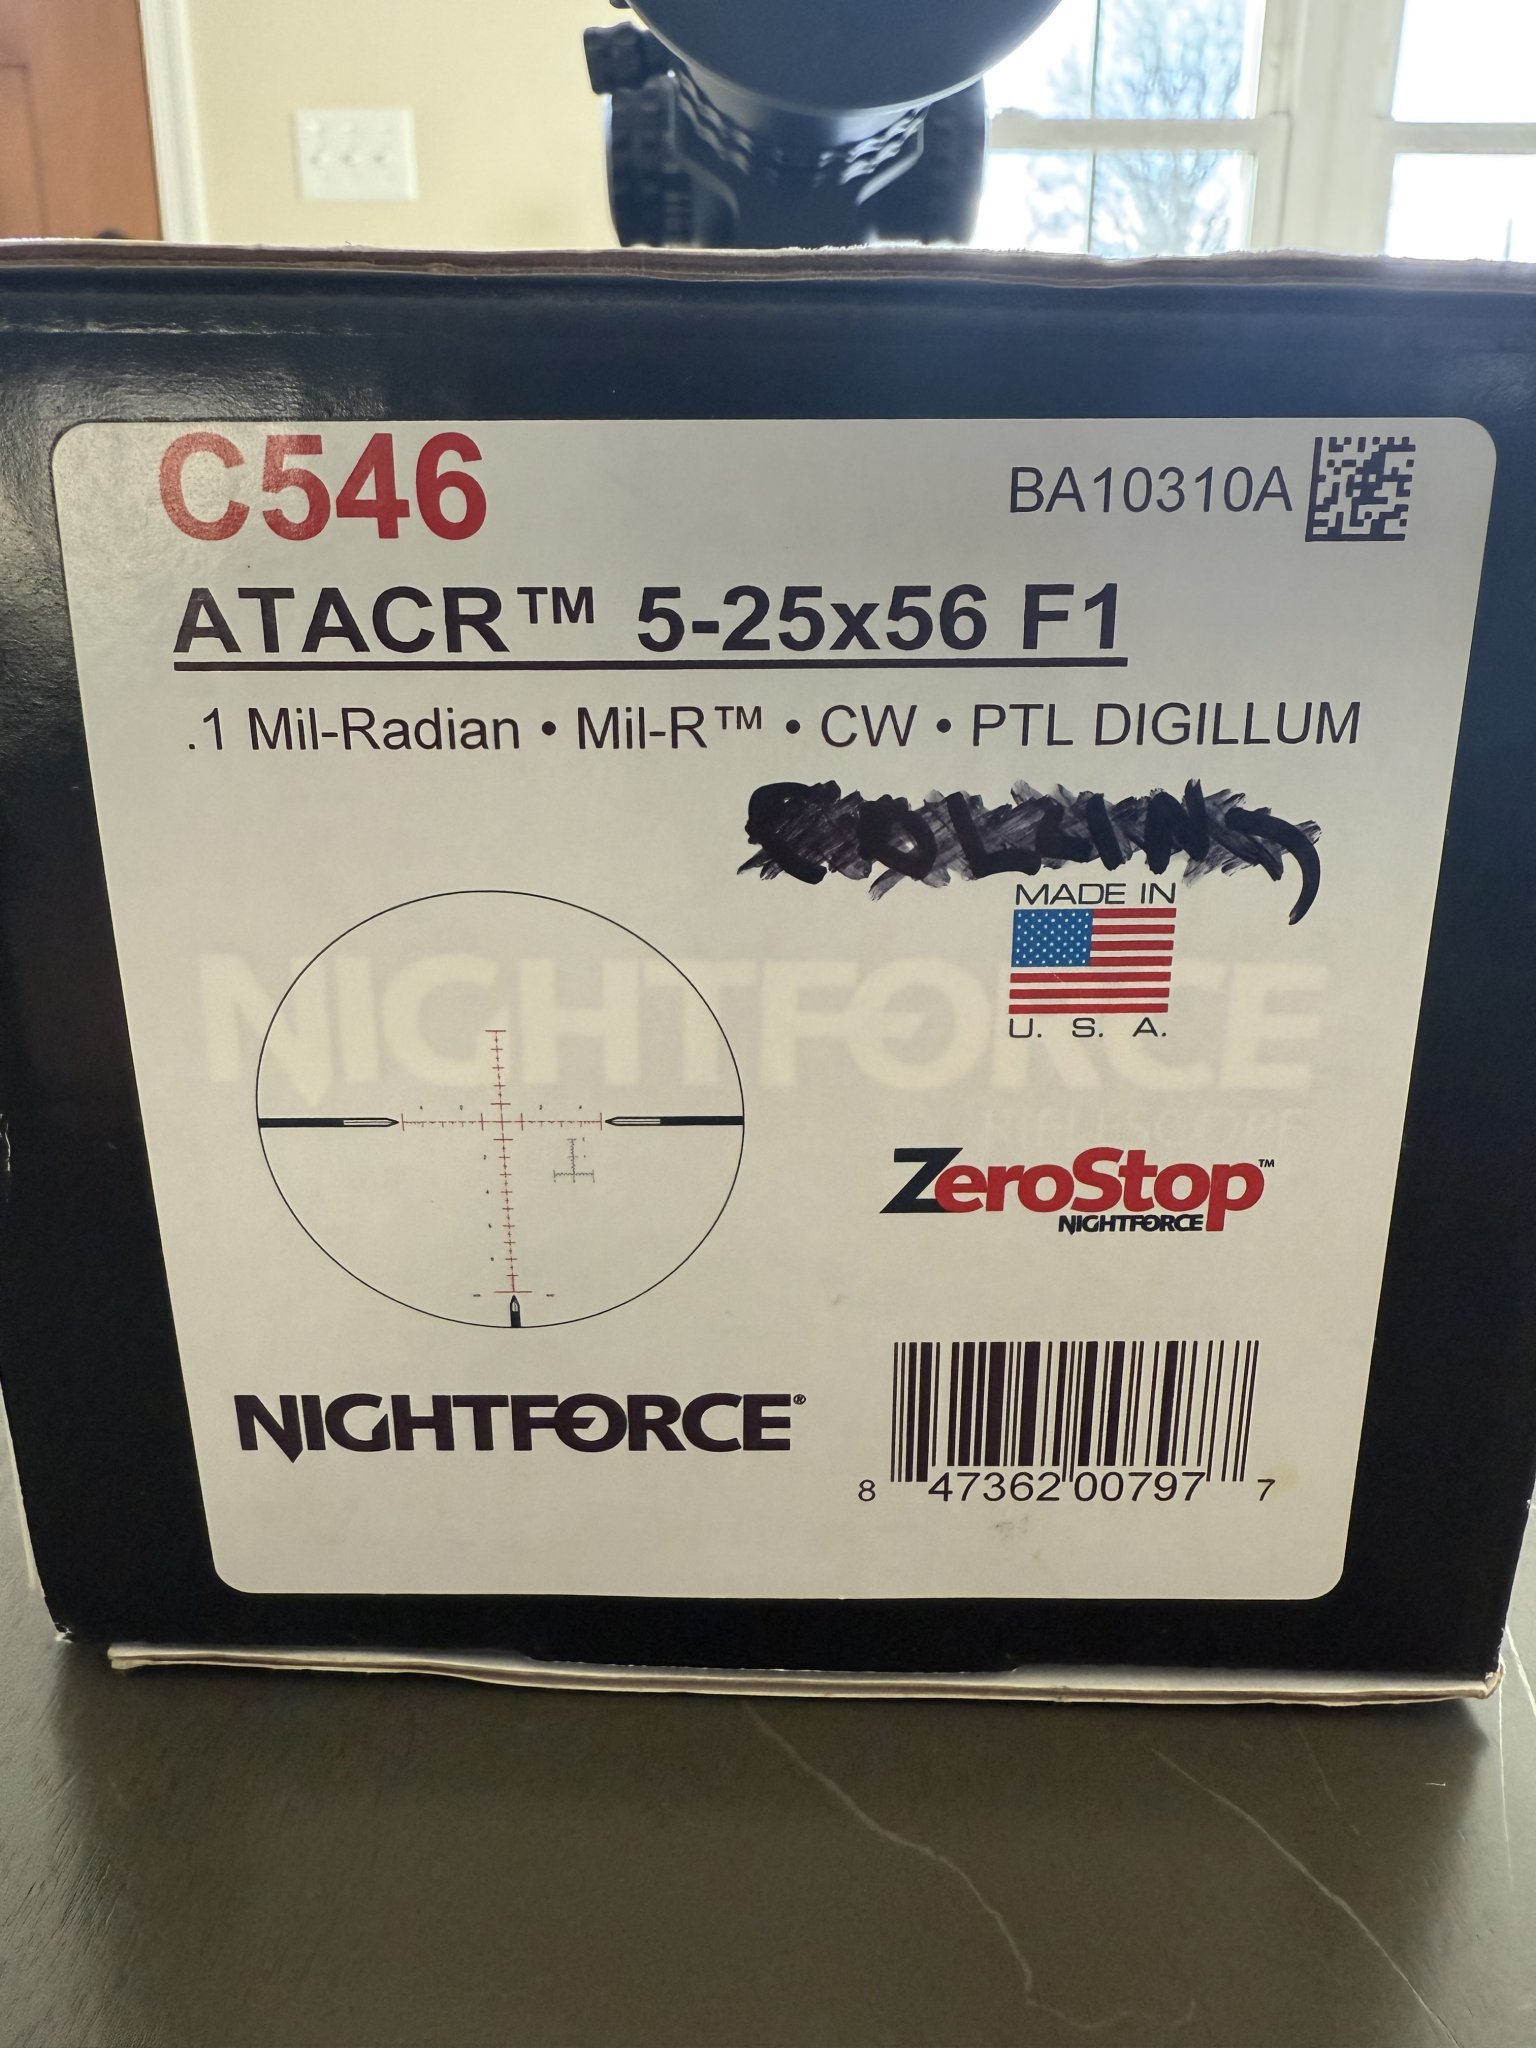 C546
BA10310A
ATACR™ 5-25x56 F1
.1 Mil-Radian • Mil-R™ • CW • PTL DIGILLUM
COLLINS
MADE IN
U. S. A.
NIGHTFORCE
ZeroStop™
NIGHTFORCE
NIGHTFORCE®
8 47362 00797 7